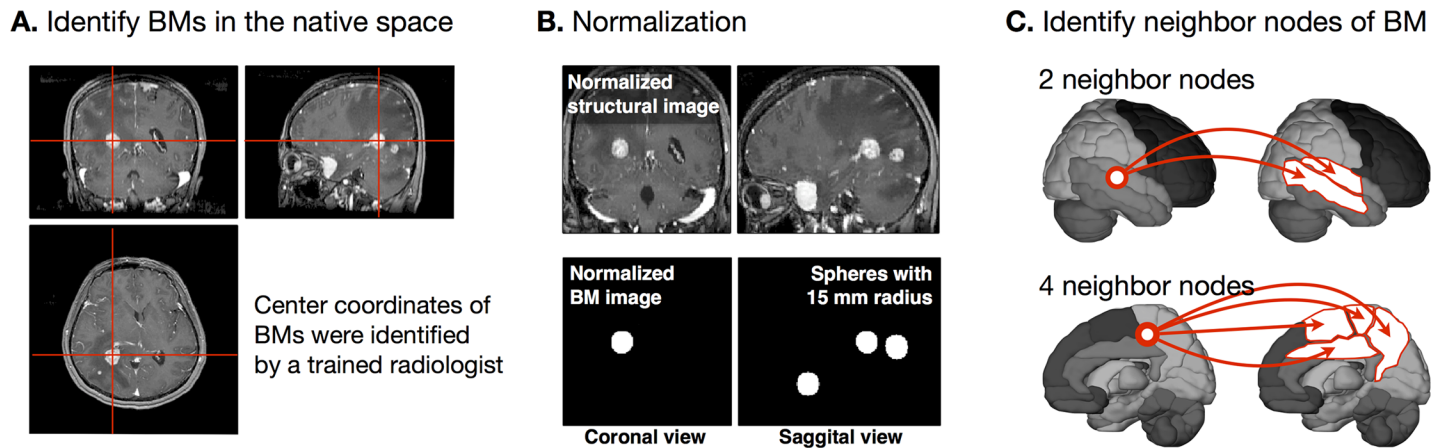 A. Identify BMs in the native space
Center coordinates of
BMs were identified
by a trained radiologist
B. Normalization
Normalized
structural image
Normalized
BM image
Spheres with
15 mm radius
Coronal view
Saggital view
C. Identify neighbor nodes of BM
2 neighbor nodes
4 neighbor nodes